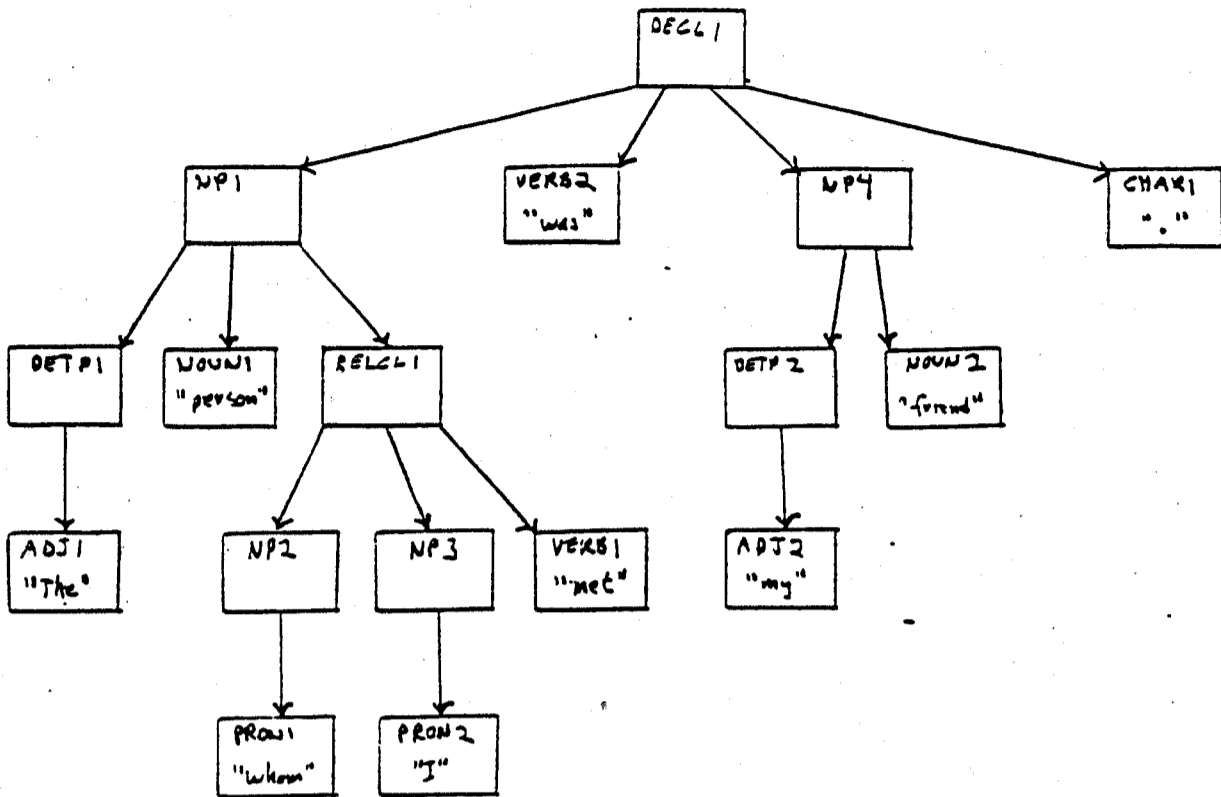 DECL1
NP1
VERB2
"was"
NP4
CHAR1
"."
DETP1
NOUN1
"person"
RELCL1
DETP2
NOUN2
"friend"
ADJ1
"The"
NP2
NP3
VERB1
"met"
ADJ2
"my"
PRON1
"whom"
PRON2
"I"